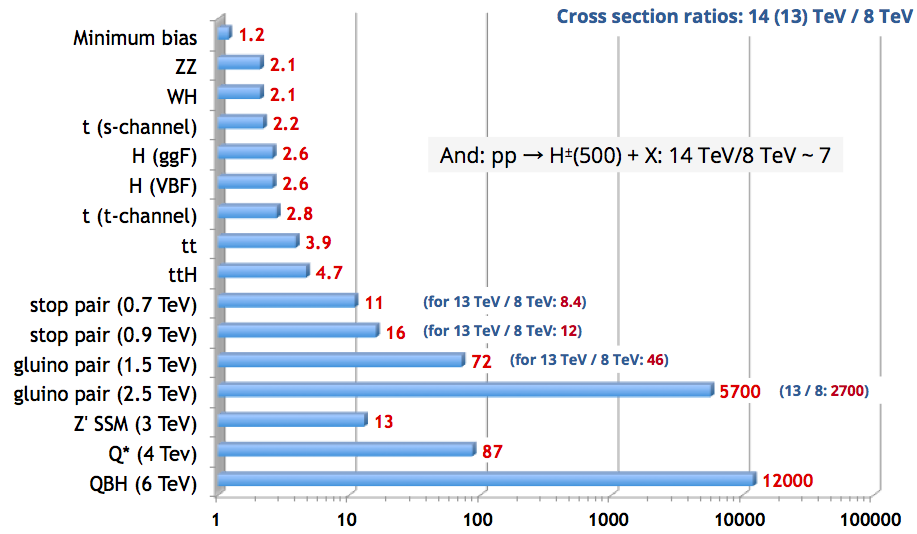 Cross section ratios: 14 (13) TeV / 8 TeV
Minimum bias 1.2
ZZ 2.1
WH 2.1
t (s-channel) 2.2
H (ggF) 2.6
And: pp → H±(500) + X: 14 TeV/8 TeV ~ 7
H (VBF) 2.6
t (t-channel) 2.8
tt 3.9
ttH 4.7
stop pair (0.7 TeV) 11 (for 13 TeV / 8 TeV: 8.4)
stop pair (0.9 TeV) 16 (for 13 TeV / 8 TeV: 12)
gluino pair (1.5 TeV) 72 (for 13 TeV / 8 TeV: 46)
gluino pair (2.5 TeV) 5700 (13 / 8: 2700)
Z' SSM (3 TeV) 13
Q* (4 Tev) 87
QBH (6 TeV) 12000
1 10 100 1000 10000 100000